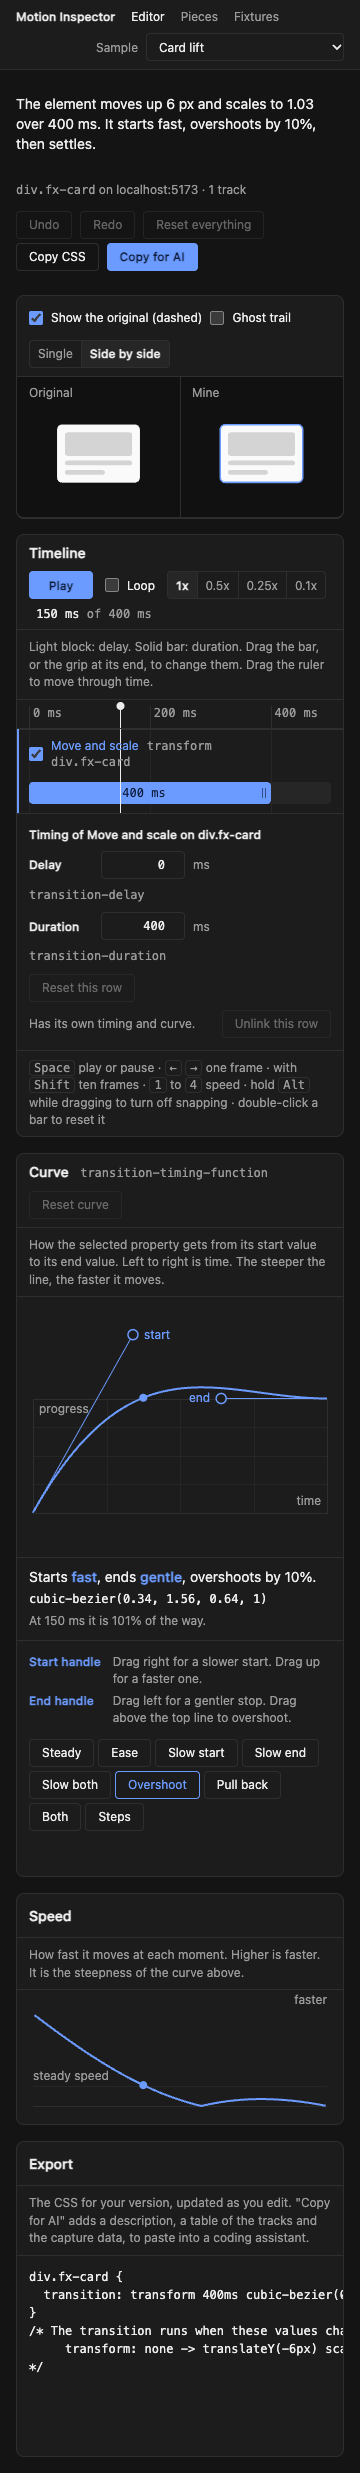 Motion Inspector Editor Pieces Fixtures
Sample Card lift
The element moves up 6 px and scales to 1.03
over 400 ms. It starts fast, overshoots by 10%,
then settles.
div.fx-card on localhost:5173 · 1 track
Undo Redo Reset everything
Copy CSS Copy for AI
Show the original (dashed) Ghost trail
Single Side by side
Original Mine
Timeline
Play Loop 1x 0.5x 0.25x 0.1x
150 ms of 400 ms
Light block: delay. Solid bar: duration. Drag the bar,
or the grip at its end, to change them. Drag the ruler
to move through time.
0 ms 200 ms 400 ms
Move and scale transform
div.fx-card
400 ms
Timing of Move and scale on div.fx-card
Delay 0 ms
transition-delay
Duration 400 ms
transition-duration
Reset this row
Has its own timing and curve. Unlink this row
Space play or pause · ← → one frame · with
Shift ten frames · 1 to 4 speed · hold Alt
while dragging to turn off snapping · double-click a
bar to reset it
Curve transition-timing-function
Reset curve
How the selected property gets from its start value
to its end value. Left to right is time. The steeper the
line, the faster it moves.
start
end
progress
time
Starts fast, ends gentle, overshoots by 10%.
cubic-bezier(0.34, 1.56, 0.64, 1)
At 150 ms it is 101% of the way.
Start handle Drag right for a slower start. Drag up
for a faster one.
End handle Drag left for a gentler stop. Drag
above the top line to overshoot.
Steady Ease Slow start Slow end
Slow both Overshoot Pull back
Both Steps
Speed
How fast it moves at each moment. Higher is faster.
It is the steepness of the curve above.
faster
steady speed
Export
The CSS for your version, updated as you edit. "Copy
for AI" adds a description, a table of the tracks and
the capture data, to paste into a coding assistant.
div.fx-card {
transition: transform 400ms cubic-bezier(
}
/* The transition runs when these values cha
transform: none -> translateY(-6px) sca
*/